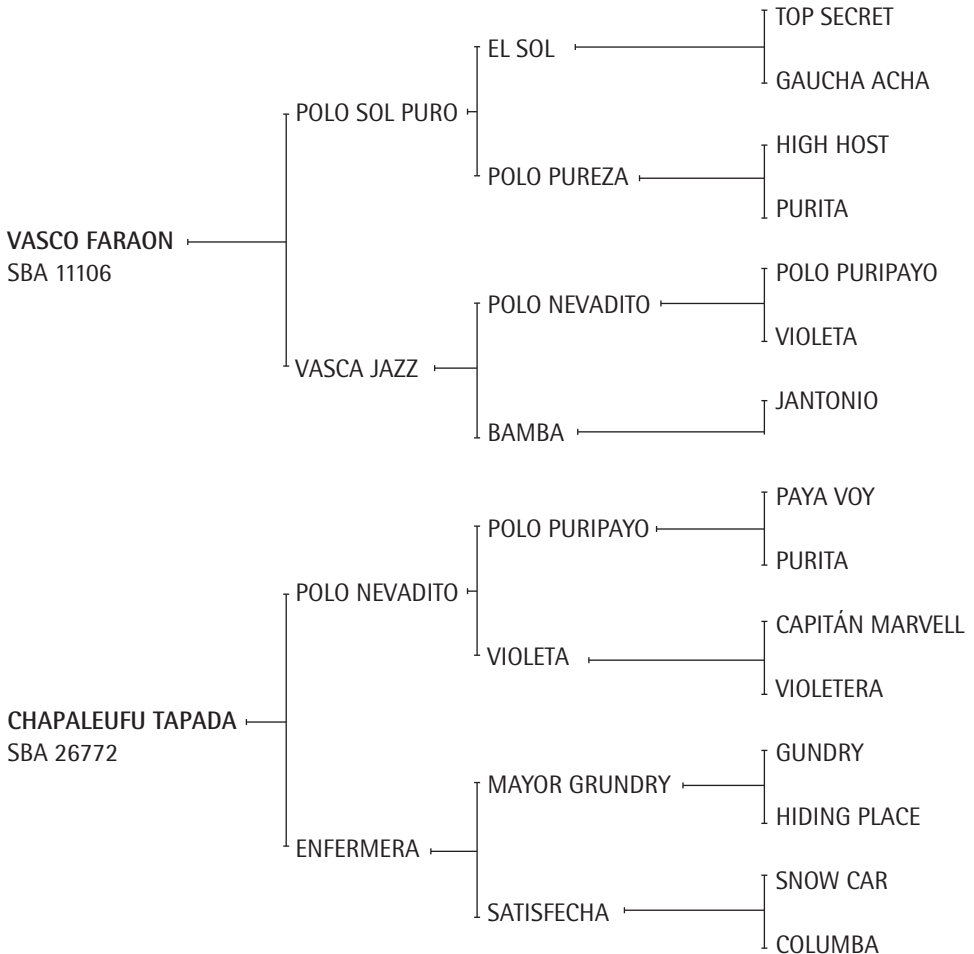 TOP SECRET
EL SOL
GAUCHA ACHA
POLO SOL PURO
HIGH HOST
POLO PUREZA
PURITA
VASCO FARAON
SBA 11106
POLO PURIPAYO
POLO NEVADITO
VIOLETA
VASCA JAZZ
JANTONIO
BAMBA
PAYA VOY
POLO PURIPAYO
PURITA
POLO NEVADITO
CAPITÁN MARVELL
VIOLETA
VIOLETERA
CHAPALEUFU TAPADA
SBA 26772
GUNDRY
MAYOR GRUNDRY
HIDING PLACE
ENFERMERA
SNOW CAR
SATISFECHA
COLUMBA